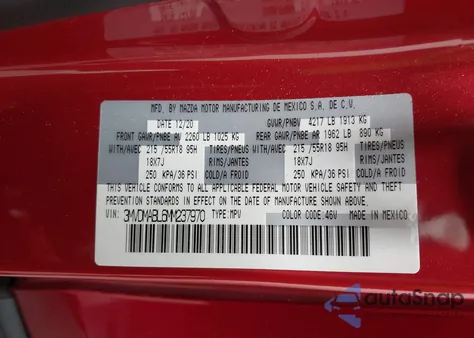 MFD. BY MAZDA MOTOR MANUFACTURING DE MEXICO S.A. DE C.V.
DATE 12/20 GVWR/PNBV 4217 LB 1913 KG
FRONT GAWR/PNBE AV 2260 LB 1025 KG REAR GAWR/PNBE AR 1962 LB 890 KG
WITH/AVEC 215 /55R18 95H TIRES/PNEUS WITH/AVEC 215 /55R18 95H TIRES/PNEUS
18X7J RIMS/JANTES 18X7J RIMS/JANTES
250 KPA/36 PSI COLD/A FROID 250 KPA/36 PSI COLD/A FROID
THIS VEHICLE CONFORMS TO ALL APPLICABLE FEDERAL MOTOR VEHICLE SAFETY, BUMPER, AND THEFT
PREVENTION STANDARDS IN EFFECT ON THE DATE OF MANUFACTURE SHOWN ABOVE.
VIN: 3MVDMABL6MM237970 TYPE:MPV COLOR CODE:46V MADE IN MEXICO
autoSnap